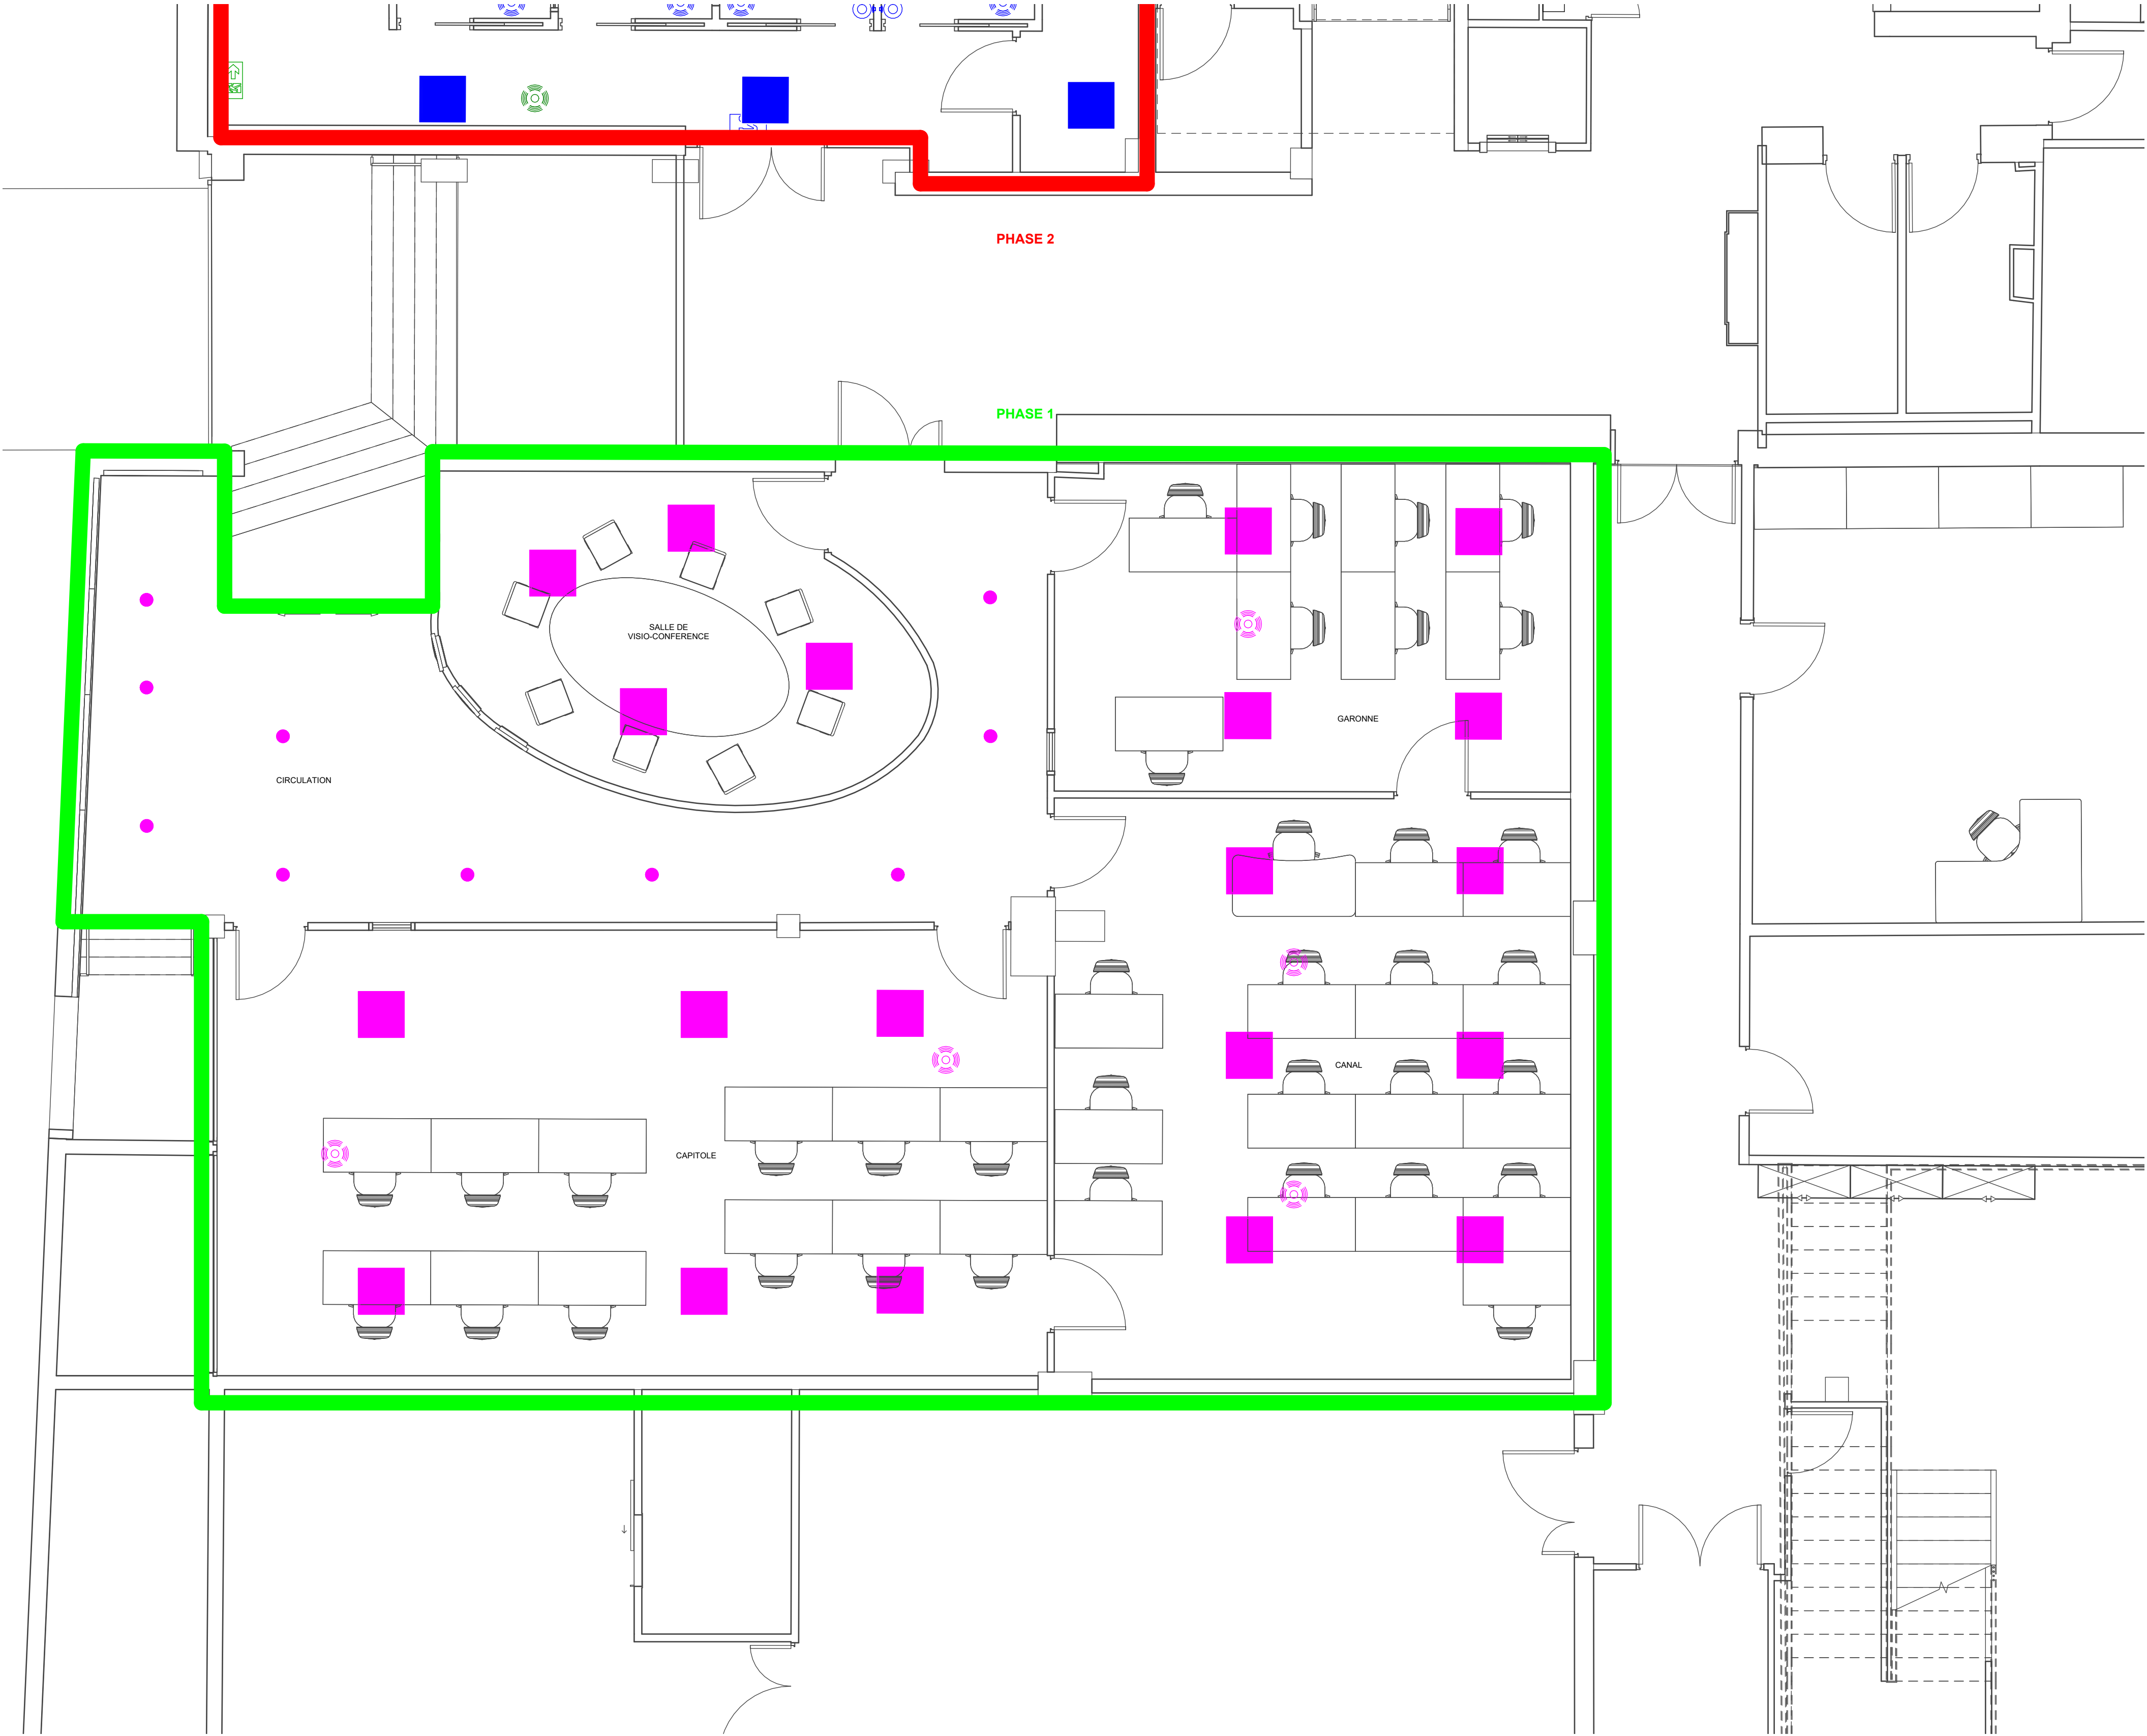 PHASE 2
PHASE 1
SALLE DE
VISIO-CONFERENCE
GARONNE
CIRCULATION
CANAL
CAPITOLE